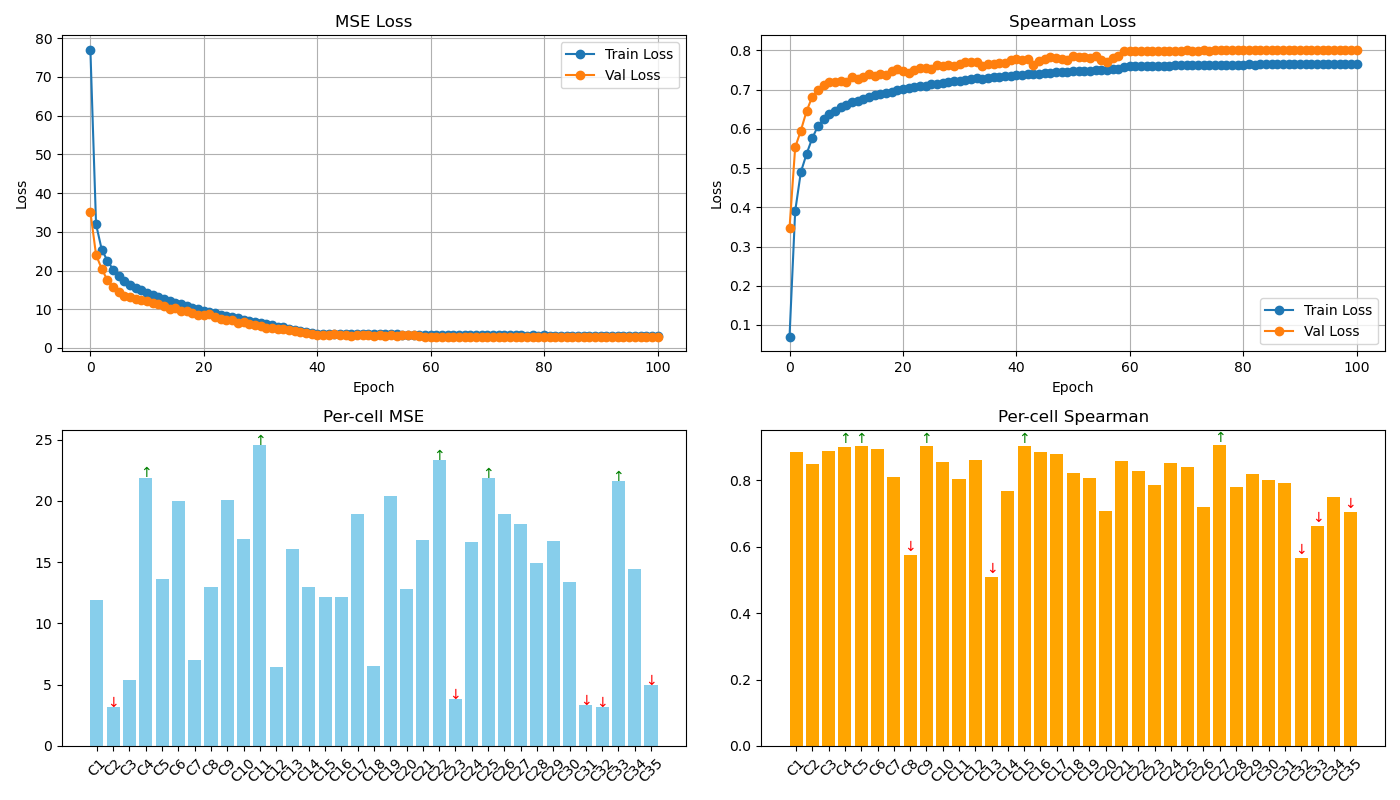 MSE Loss
80
70
60
50
40
30
20
10
0
Loss
0 20 40 60 80 100
Epoch
Train Loss
Val Loss
Spearman Loss
0.8
0.7
0.6
0.5
0.4
0.3
0.2
0.1
Loss
0 20 40 60 80 100
Epoch
Train Loss
Val Loss
Per-cell MSE
25
20
15
10
5
0
↑ ↑ ↑ ↑ ↑
↓ ↓ ↓ ↓ ↓
C1 C2 C3 C4 C5 C6 C7 C8 C9 C10 C11 C12 C13 C14 C15 C16 C17 C18 C19 C20 C21 C22 C23 C24 C25 C26 C27 C28 C29 C30 C31 C32 C33 C34 C35
Per-cell Spearman
0.8
0.6
0.4
0.2
0.0
↑ ↑ ↑ ↑ ↑
↓ ↓ ↓ ↓ ↓
C1 C2 C3 C4 C5 C6 C7 C8 C9 C10 C11 C12 C13 C14 C15 C16 C17 C18 C19 C20 C21 C22 C23 C24 C25 C26 C27 C28 C29 C30 C31 C32 C33 C34 C35